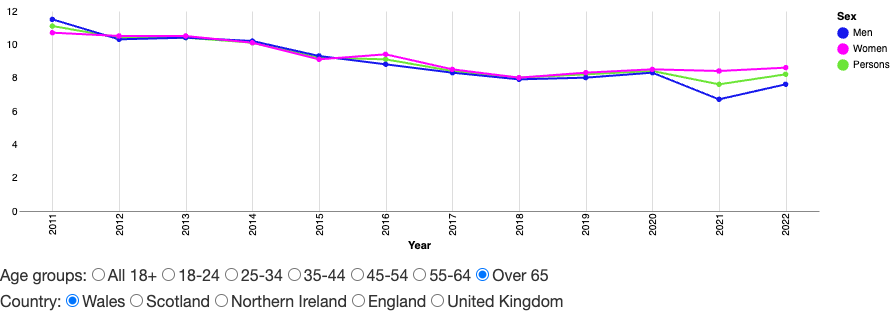 12
10
8
6
4
2
0
2011 2012 2013 2014 2015 2016 2017 2018 2019 2020 2021 2022
Year
Sex
Men
Women
Persons
Age groups: All 18+ 18-24 25-34 35-44 45-54 55-64 Over 65
Country: Wales Scotland Northern Ireland England United Kingdom